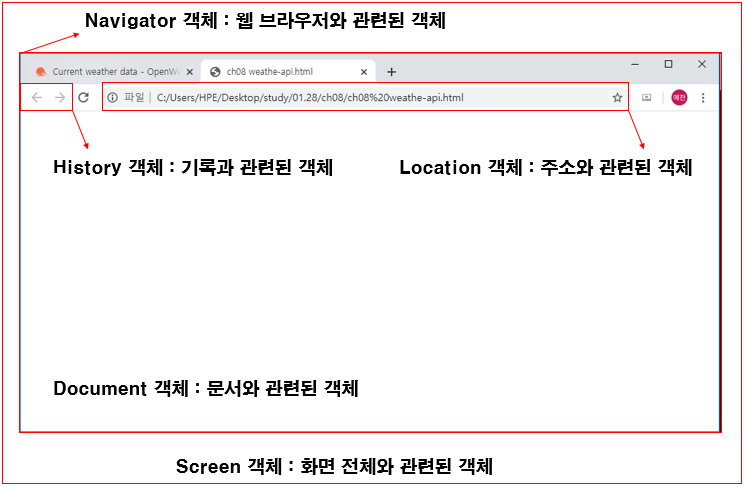 Navigator 객체 : 웹 브라우저와 관련된 객체
Current weather data - OpenW
ch08 weathe-api.html
파일 | C:/Users/HPE/Desktop/study/01.28/ch08/ch08%20weathe-api.html
예찬
History 객체 : 기록과 관련된 객체
Location 객체 : 주소와 관련된 객체
Document 객체 : 문서와 관련된 객체
Screen 객체 : 화면 전체와 관련된 객체